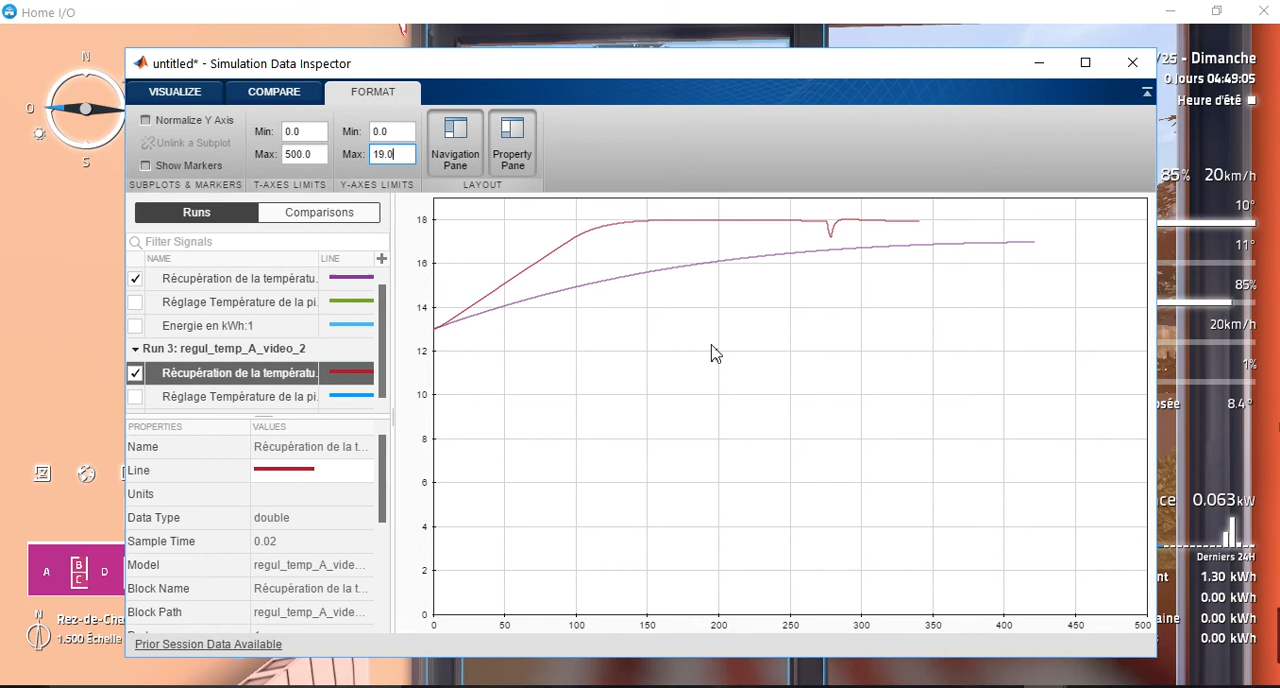 Home I/O
untitled* - Simulation Data Inspector
/25 - Dimanche
0 Jours 04:49:05
Heure d'été
N
O
S
VISUALIZE
COMPARE
FORMAT
Normalize Y Axis
Unlink a Subplot
Show Markers
SUBPLOTS & MARKERS
Min: 0.0
Max: 500.0
T-AXES LIMITS
Min: 0.0
Max: 19.0
Y-AXES LIMITS
Navigation Pane
Property Pane
LAYOUT
85% 20km/h
10°
11°
85%
20km/h
1%
osée 8.4°
Runs
Comparisons
Filter Signals
NAME LINE
Récupération de la températu.
Réglage Température de la pi.
Energie en kWh:1
Run 3: regul_temp_A_video_2
Récupération de la températu.
Réglage Température de la pi.
PROPERTIES VALUES
Name Récupération de la t...
Line
Units
Data Type double
Sample Time 0.02
Model regul_temp_A_vide...
Block Name Récupération de la t...
Block Path regul_temp_A_vide...
Prior Session Data Available
18
16
14
12
10
8
6
4
2
0
0 50 100 150 200 250 300 350 400 450 500
A B C D
N
Rez-de-Cha
1.500 Échelle
ce 0.063kW
Derniers 24H
nt 1.30 kWh
0.00 kWh
aine 0.00 kWh
0.00 kWh